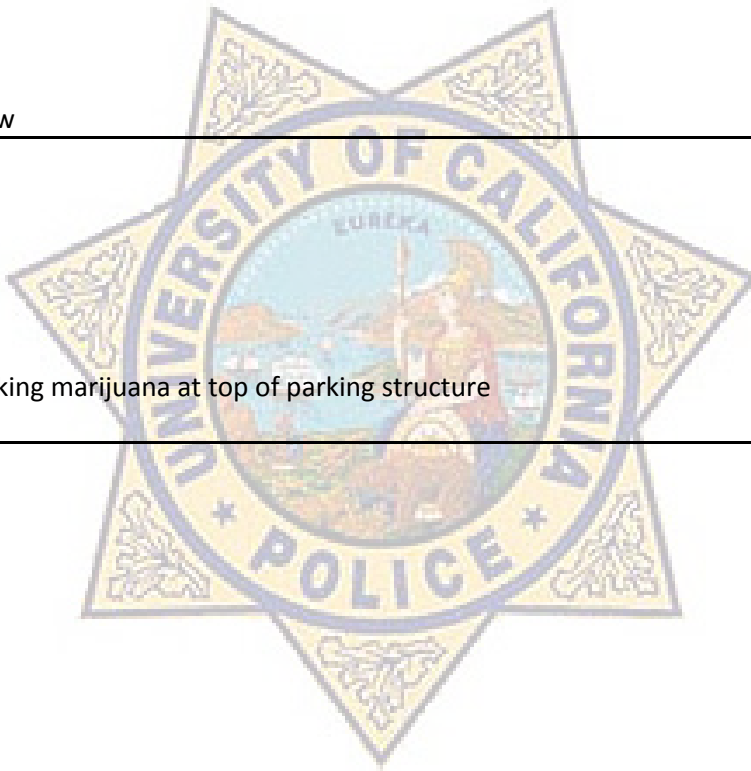 w
UNIVERSITY OF CALIFORNIA
EUREKA
king marijuana at top of parking structure
POLICE